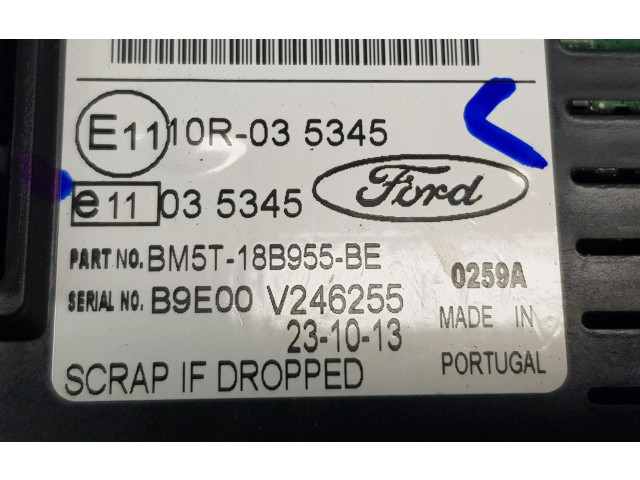 E11 10R-03 5345
e11 03 5345 Ford
PART NO. BM5T-18B955-BE 0259A
SERIAL NO. B9E00 V246255 MADE IN
23-10-13 PORTUGAL
SCRAP IF DROPPED